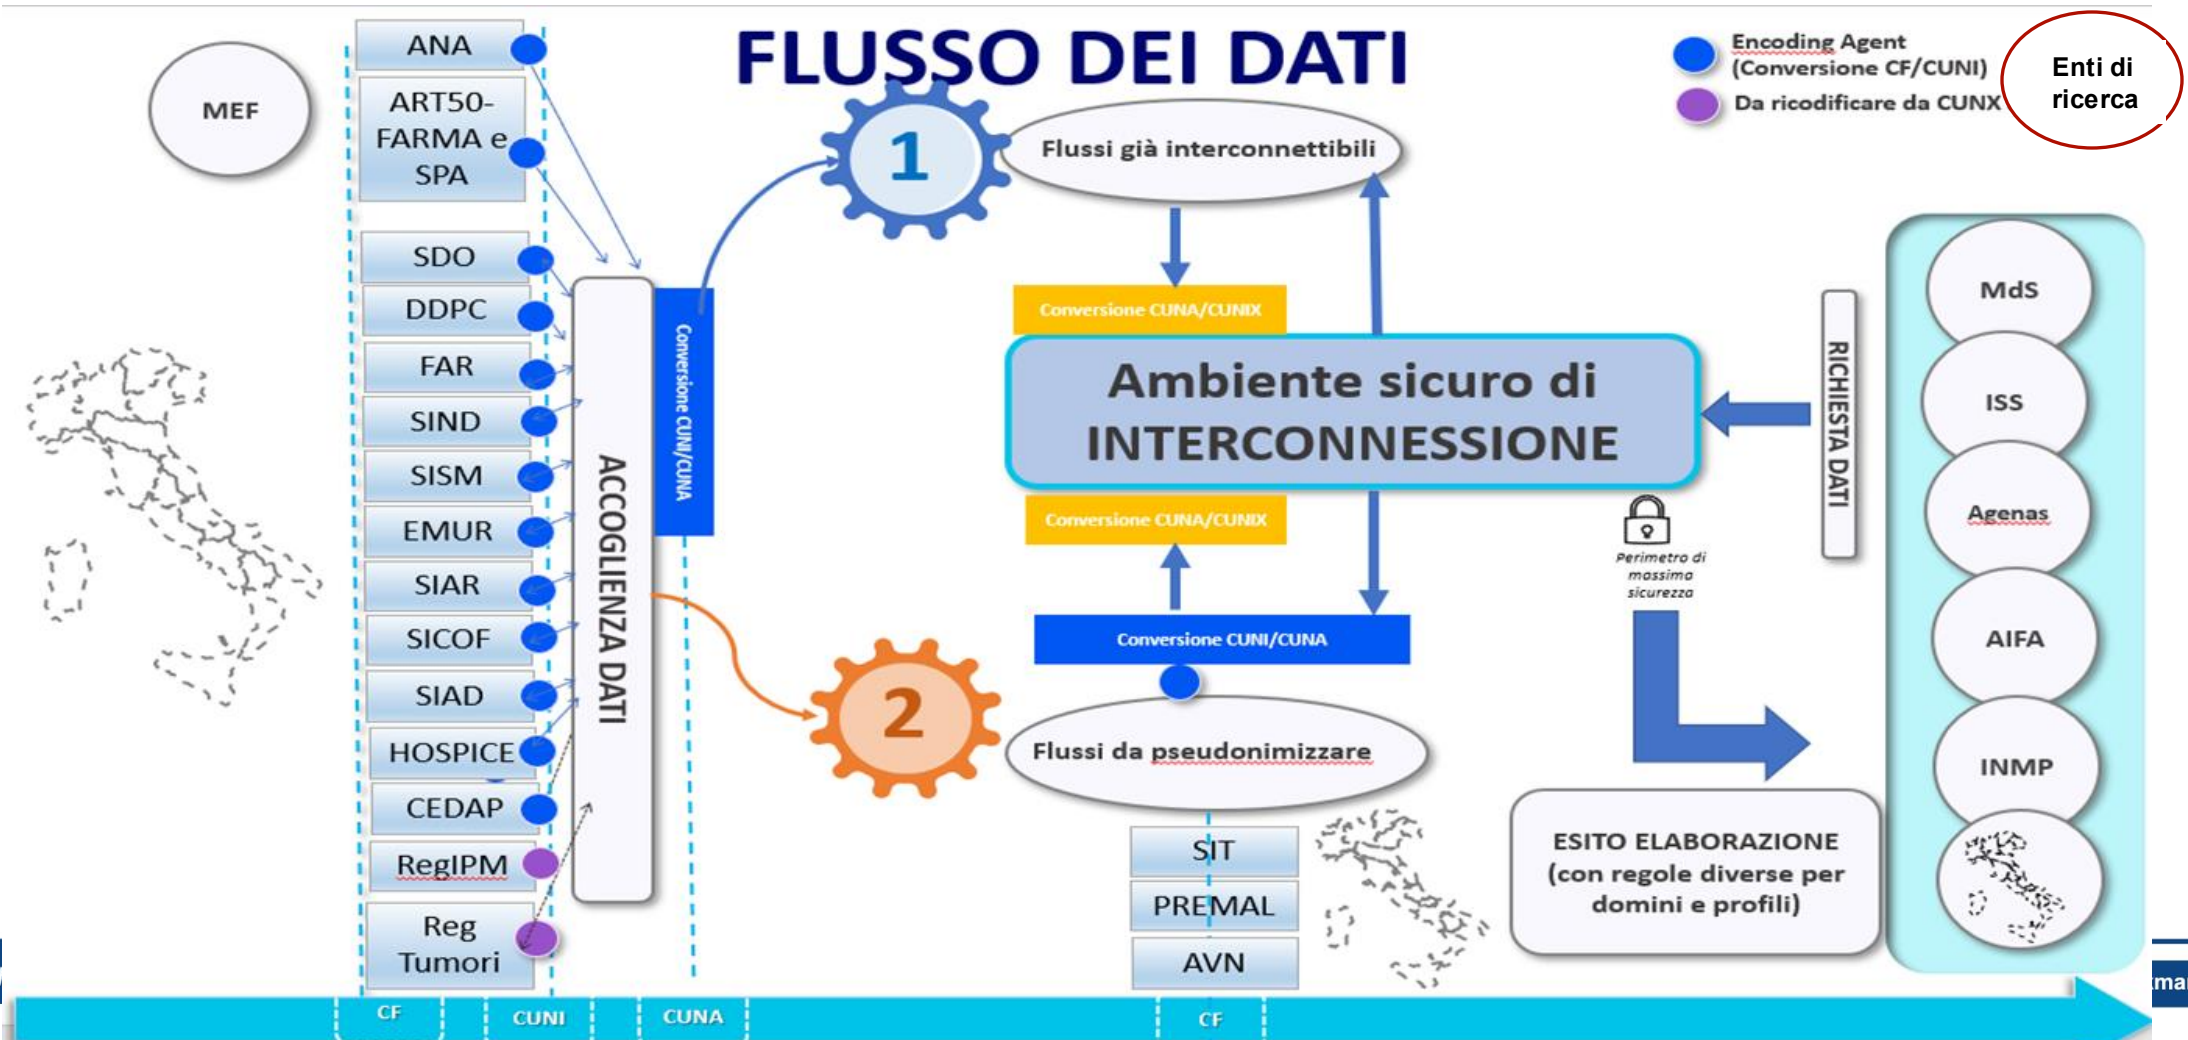 FLUSSO DEI DATI
Encoding Agent
(Conversione CF/CUNI)
Da ricodificare da CUNX
Enti di
ricerca
MEF
ANA
ART50-
FARMA e
SPA
SDO
DDPC
FAR
SIND
SISM
EMUR
SIAR
SICOF
SIAD
HOSPICE
CEDAP
RegIPM
Reg
Tumori
ACCOGLIENZA DATI
Conversione CUNI/CUNA
1
Flussi già interconnettibili
Conversione CUNA/CUNIX
Ambiente sicuro di
INTERCONNESSIONE
Conversione CUNA/CUNIX
Conversione CUNI/CUNA
2
Flussi da pseudonimizzare
SIT
PREMAL
AVN
RICHIESTA DATI
Perimetro di
massima
sicurezza
ESITO ELABORAZIONE
(con regole diverse per
domini e profili)
MdS
ISS
Agenas
AIFA
INMP
CF
CUNI
CUNA
CF